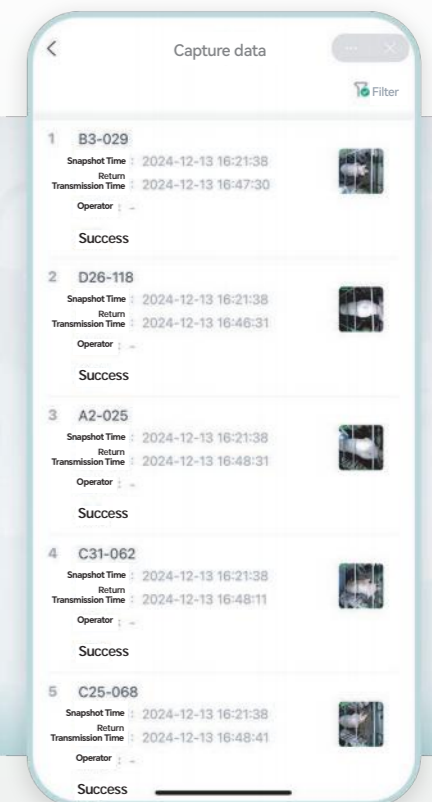 Capture data
Filter
1 B3-029
Snapshot Time : 2024-12-13 16:21:38
Return
Transmission Time : 2024-12-13 16:47:30
Operator : -
Success
2 D26-118
Snapshot Time : 2024-12-13 16:21:38
Return
Transmission Time : 2024-12-13 16:46:31
Operator : -
Success
3 A2-025
Snapshot Time : 2024-12-13 16:21:38
Return
Transmission Time : 2024-12-13 16:48:31
Operator : -
Success
4 C31-062
Snapshot Time : 2024-12-13 16:21:38
Return
Transmission Time : 2024-12-13 16:48:11
Operator : -
Success
5 C25-068
Snapshot Time : 2024-12-13 16:21:38
Return
Transmission Time : 2024-12-13 16:48:41
Operator : -
Success